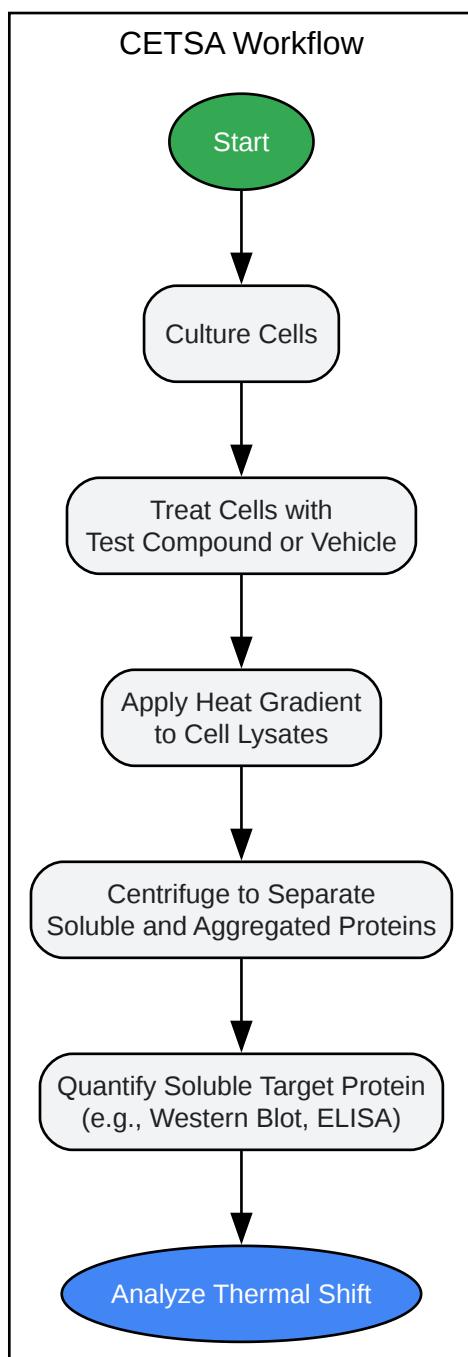 CETSA Workflow
Start
Culture Cells
Treat Cells with
Test Compound or Vehicle
Apply Heat Gradient
to Cell Lysates
Centrifuge to Separate
Soluble and Aggregated Proteins
Quantify Soluble Target Protein
(e.g., Western Blot, ELISA)
Analyze Thermal Shift